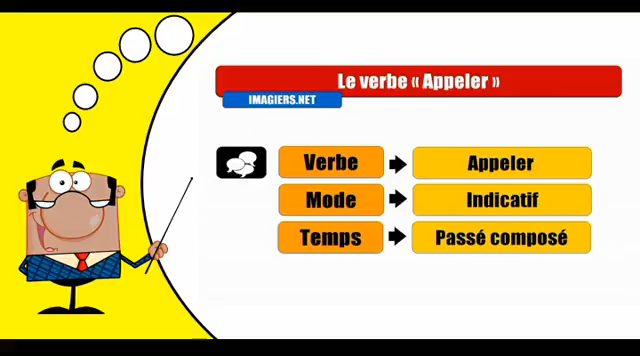 Le verbe « Appeler »
IMAGIERS.NET
Verbe Appeler
Mode Indicatif
Temps Passé composé